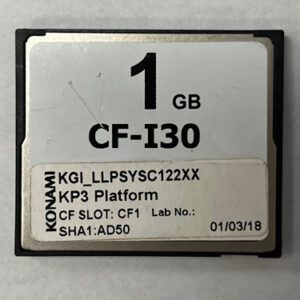 1 GB
CF-I30
KONAMI
KGI_LLPSYSC122XX
KP3 Platform
CF SLOT: CF1 Lab No.:
SHA1:AD50 01/03/18